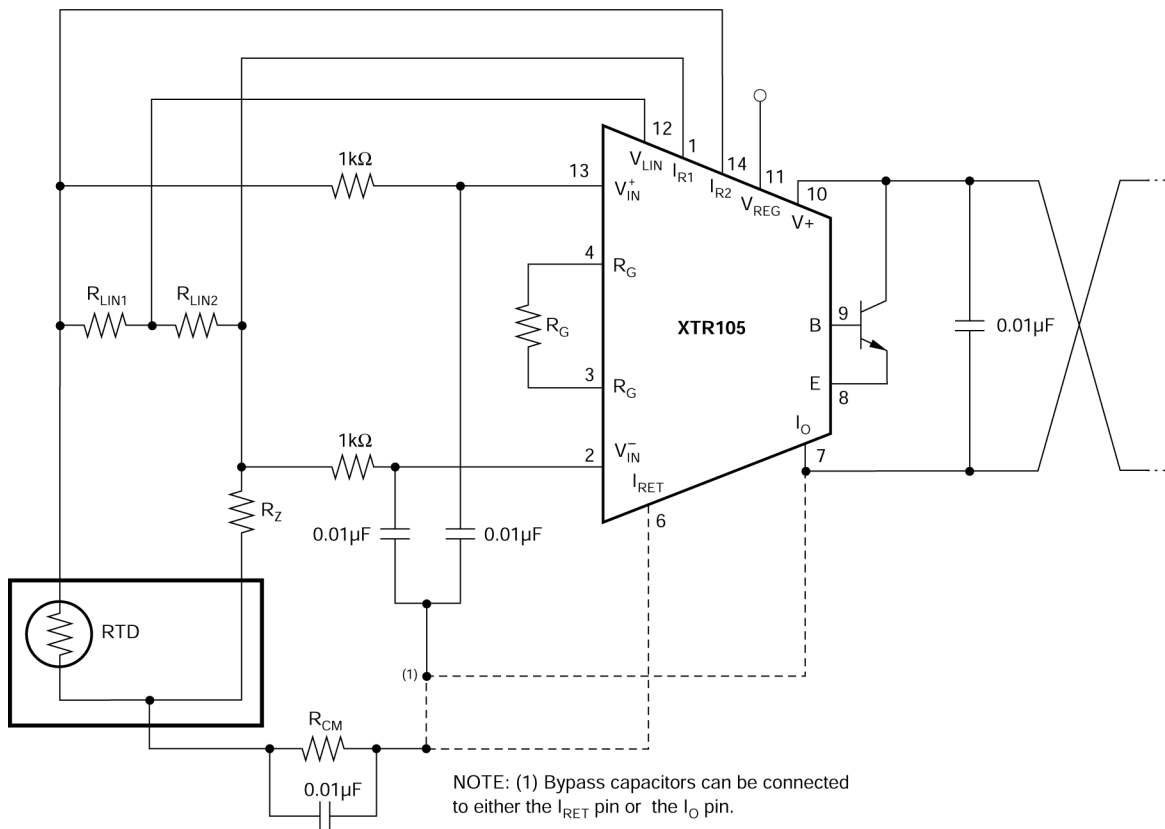 12
1
14
11
10
1kΩ
13
V_LIN
I_R1
I_R2
V_REG
V+
V⁺_IN
4
R_G
R_LIN1
R_LIN2
R_G
XTR105
B
9
0.01µF
3
R_G
E
8
I_O
7
1kΩ
2
V⁻_IN
I_RET
6
R_Z
0.01µF
0.01µF
RTD
(1)
R_CM
0.01µF
NOTE: (1) Bypass capacitors can be connected
to either the I_RET pin or the I_O pin.